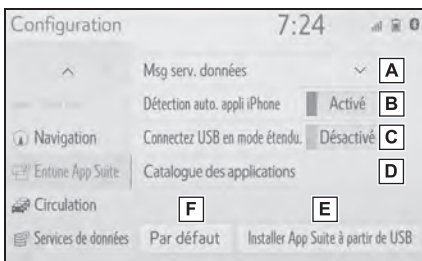 Configuration 7:24
Msg serv. données A
Détection auto. appli iPhone Activé B
Navigation Connectez USB en mode étendu. Désactivé C
Entune App Suite Catalogue des applications D
Circulation F E
Services de données Par défaut Installer App Suite à partir de USB